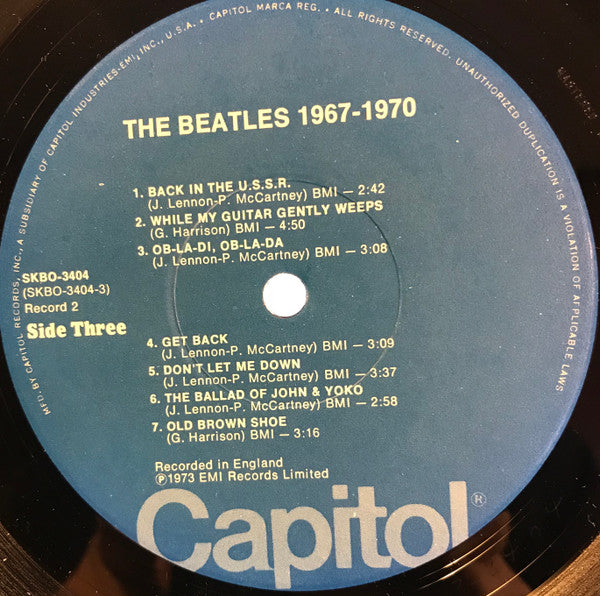 MFD. BY CAPITOL RECORDS, INC., A SUBSIDIARY OF CAPITOL INDUSTRIES-EMI, INC., U.S.A. • CAPITOL MARCA REG. • ALL RIGHTS RESERVED. UNAUTHORIZED DUPLICATION IS A VIOLATION OF APPLICABLE LAWS
THE BEATLES 1967-1970
1. BACK IN THE U.S.S.R.
(J. Lennon-P. McCartney) BMI — 2:42
2. WHILE MY GUITAR GENTLY WEEPS
(G. Harrison) BMI — 4:50
3. OB-LA-DI, OB-LA-DA
(J. Lennon-P. McCartney) BMI — 3:08
SKBO-3404
(SKBO-3404-3)
Record 2
Side Three
4. GET BACK
(J. Lennon-P. McCartney) BMI — 3:09
5. DON'T LET ME DOWN
(J. Lennon-P. McCartney) BMI — 3:37
6. THE BALLAD OF JOHN & YOKO
(J. Lennon-P. McCartney) BMI — 2:58
7. OLD BROWN SHOE
(G. Harrison) BMI — 3:16
Recorded in England
℗1973 EMI Records Limited
Capitol®